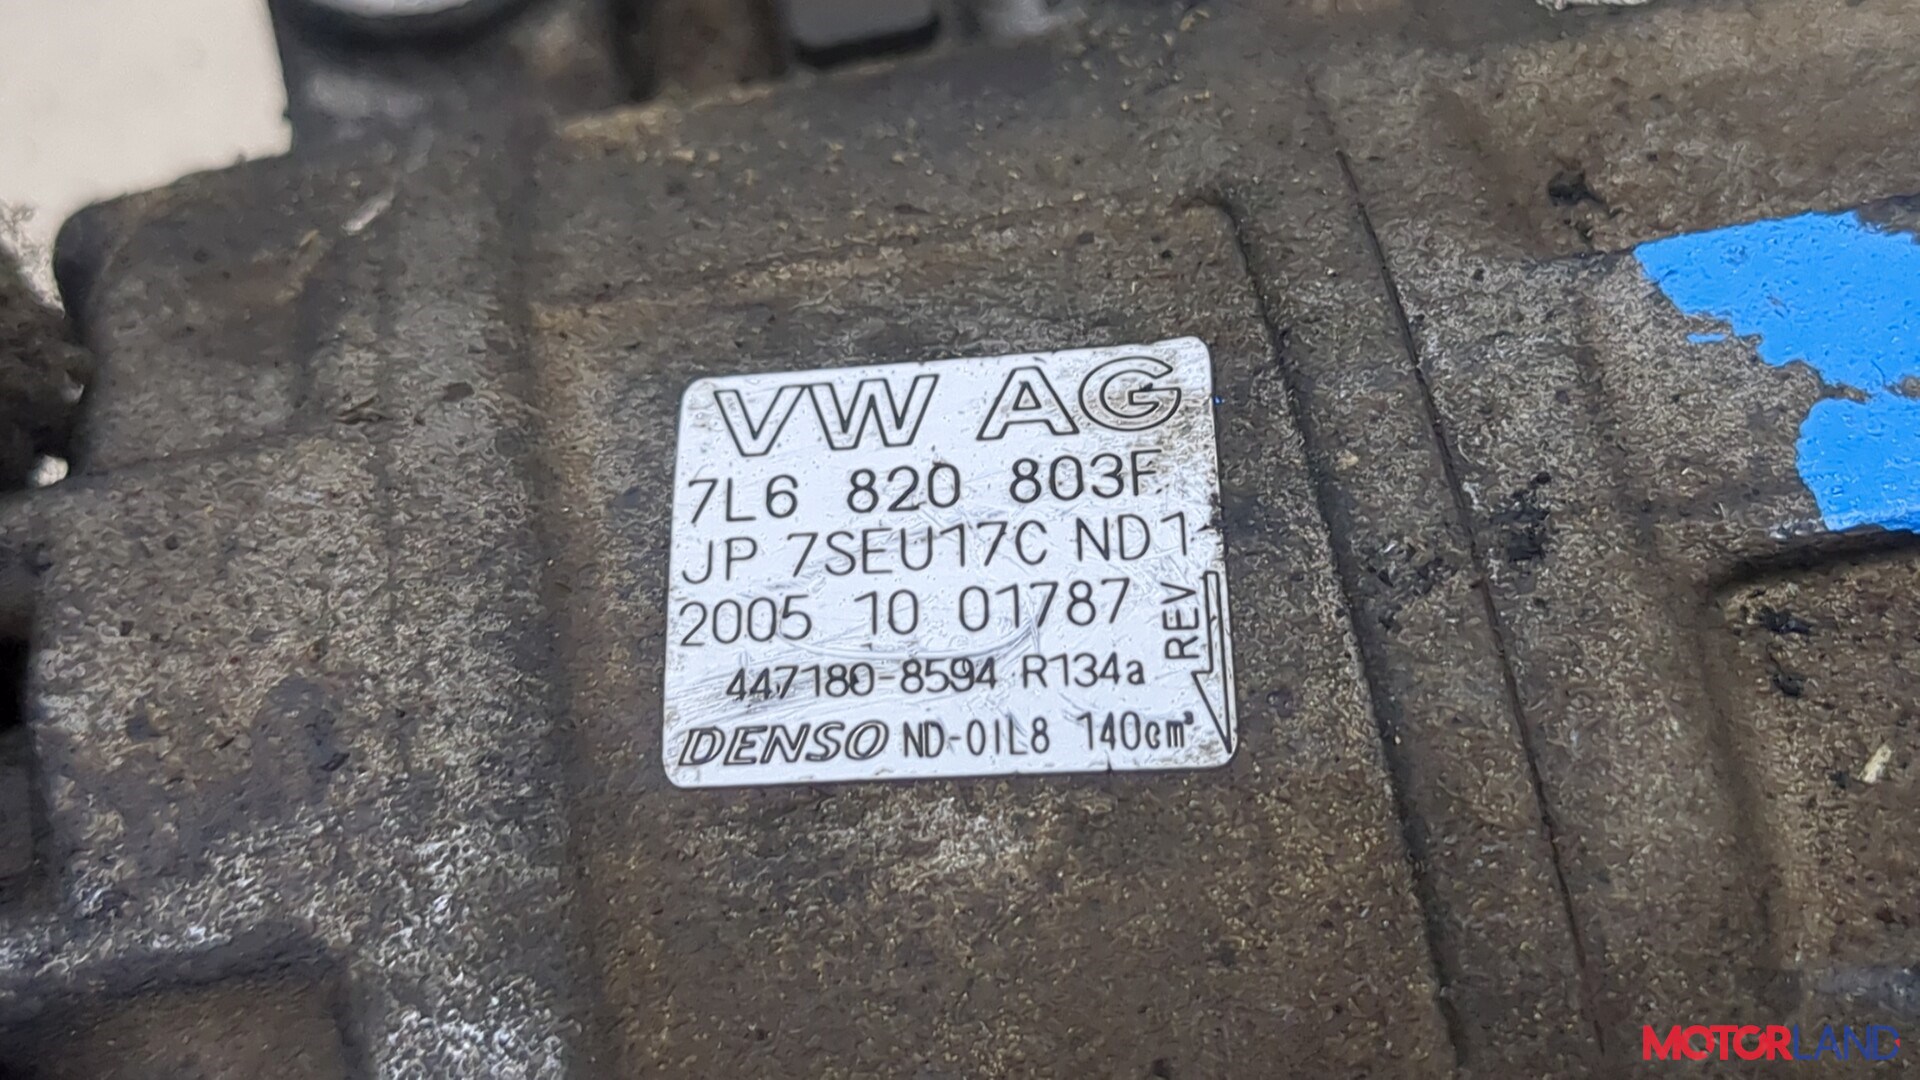 VW AG
7L6 820 803F
JP 7SEU17C ND1
2005 10 01787
REV
447180-8594 R134a
DENSO ND-OIL8 140cm³
MOTORLAND